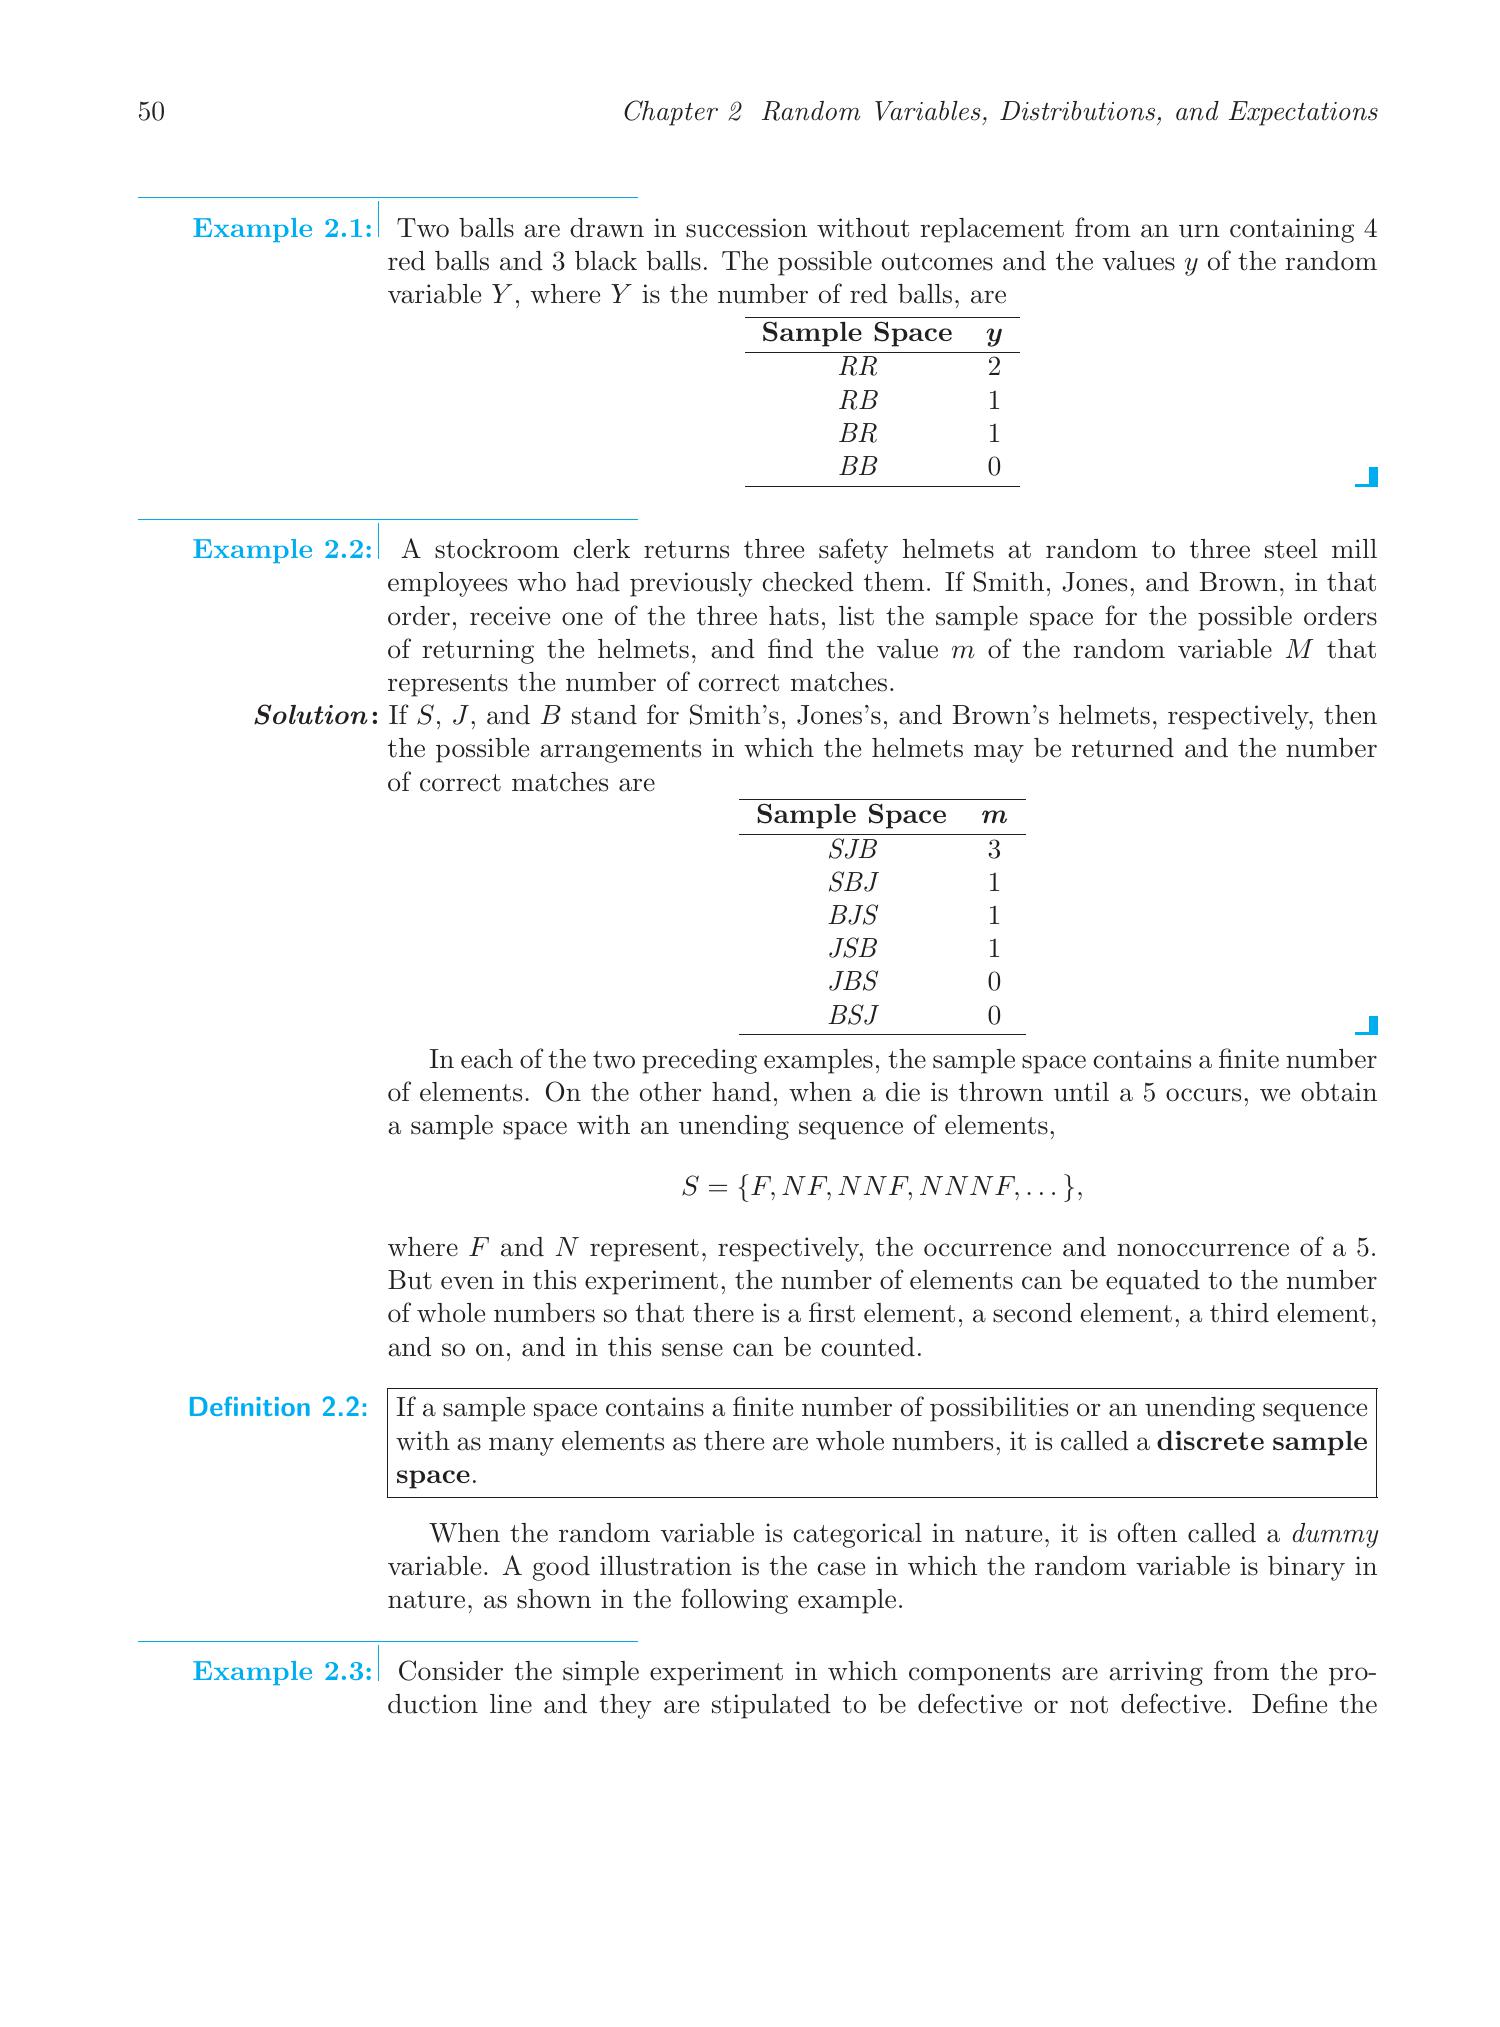 50 Chapter 2 Random Variables, Distributions, and Expectations
Example 2.1: Two balls are drawn in succession without replacement from an urn containing 4
red balls and 3 black balls. The possible outcomes and the values y of the random
variable Y, where Y is the number of red balls, are
Sample Space y
RR 2
RB 1
BR 1
BB 0
Example 2.2: A stockroom clerk returns three safety helmets at random to three steel mill
employees who had previously checked them. If Smith, Jones, and Brown, in that
order, receive one of the three hats, list the sample space for the possible orders
of returning the helmets, and find the value m of the random variable M that
represents the number of correct matches.
Solution: If S, J, and B stand for Smith's, Jones's, and Brown's helmets, respectively, then
the possible arrangements in which the helmets may be returned and the number
of correct matches are
Sample Space m
SJB 3
SBJ 1
BJS 1
JSB 1
JBS 0
BSJ 0
In each of the two preceding examples, the sample space contains a finite number
of elements. On the other hand, when a die is thrown until a 5 occurs, we obtain
a sample space with an unending sequence of elements,
S = {F, NF, NNF, NNNF, . . . },
where F and N represent, respectively, the occurrence and nonoccurrence of a 5.
But even in this experiment, the number of elements can be equated to the number
of whole numbers so that there is a first element, a second element, a third element,
and so on, and in this sense can be counted.
Definition 2.2: If a sample space contains a finite number of possibilities or an unending sequence
with as many elements as there are whole numbers, it is called a discrete sample
space.
When the random variable is categorical in nature, it is often called a dummy
variable. A good illustration is the case in which the random variable is binary in
nature, as shown in the following example.
Example 2.3: Consider the simple experiment in which components are arriving from the pro-
duction line and they are stipulated to be defective or not defective. Define the